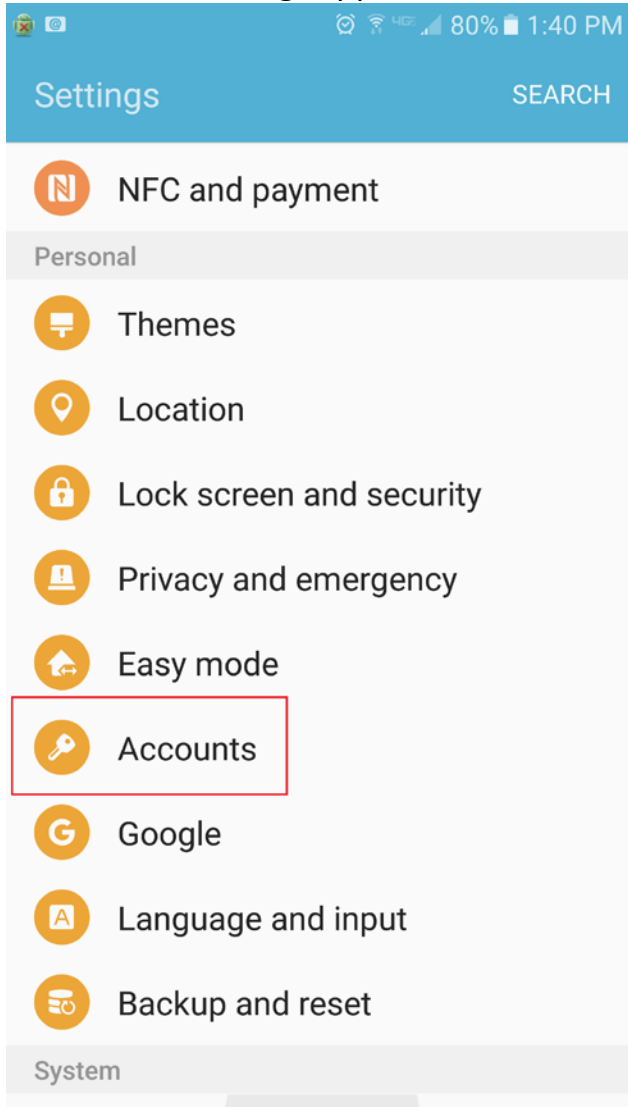 80% 1:40 PM
Settings SEARCH
NFC and payment
Personal
Themes
Location
Lock screen and security
Privacy and emergency
Easy mode
Accounts
G Google
A Language and input
Backup and reset
System